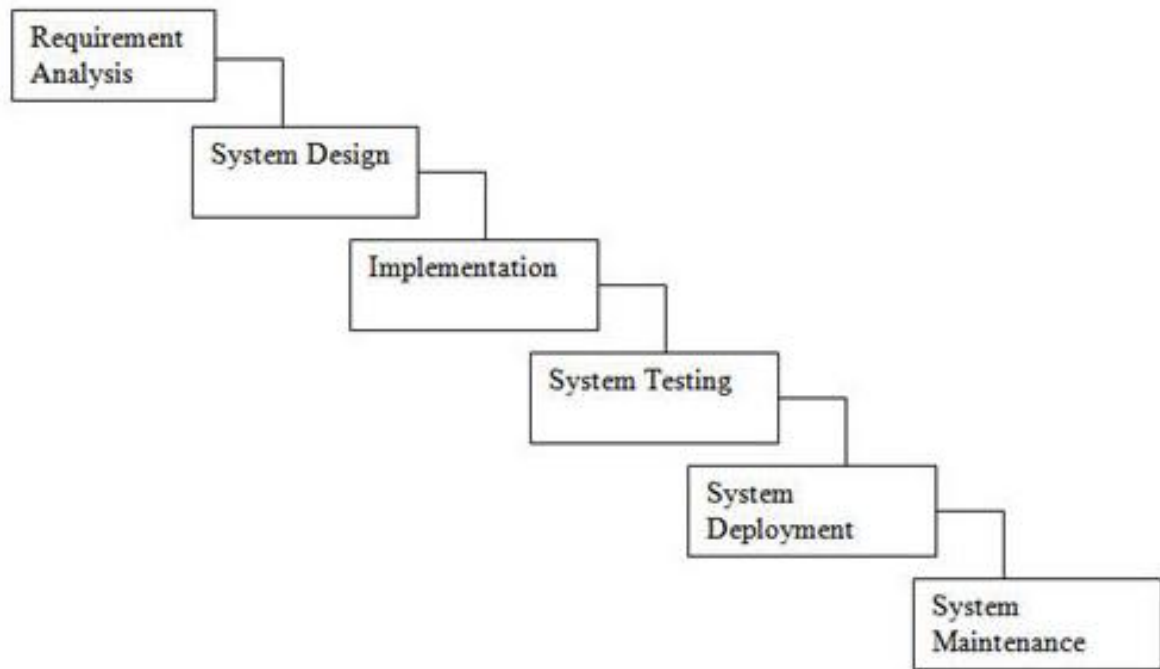 Requirement
Analysis
System Design
Implementation
System Testing
System
Deployment
System
Maintenance